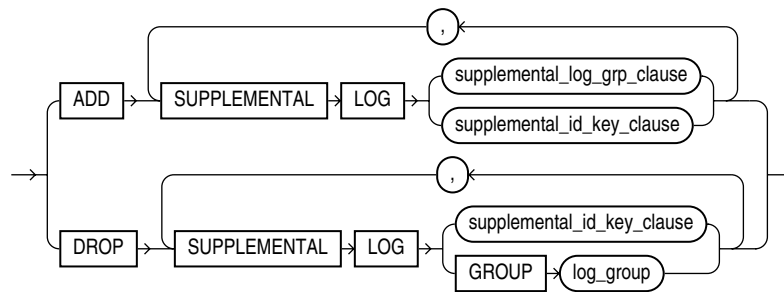 ,
supplemental_log_grp_clause
ADD SUPPLEMENTAL LOG
supplemental_id_key_clause
,
supplemental_id_key_clause
DROP SUPPLEMENTAL LOG
GROUP log_group